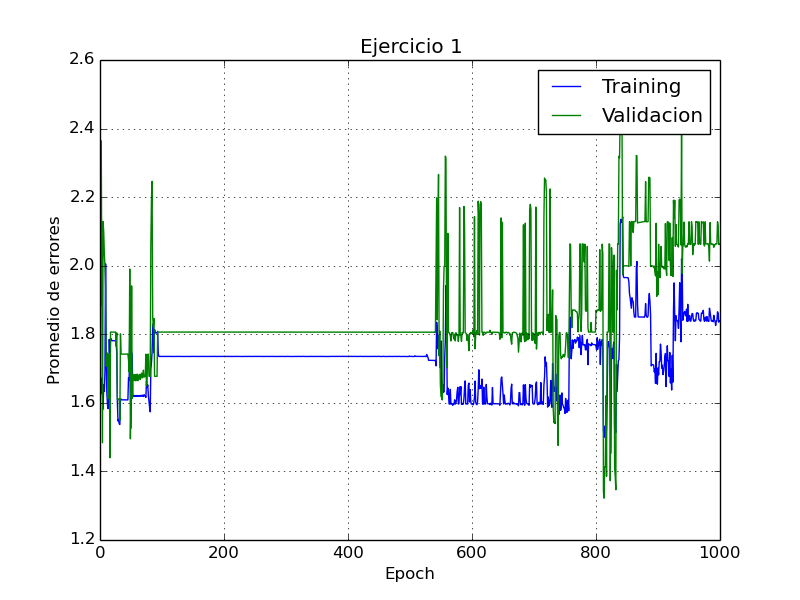 Ejercicio 1
2.6
2.4
2.2
2.0
1.8
1.6
1.4
1.2
Promedio de errores
Training
Validacion
0
200
400
600
800
1000
Epoch